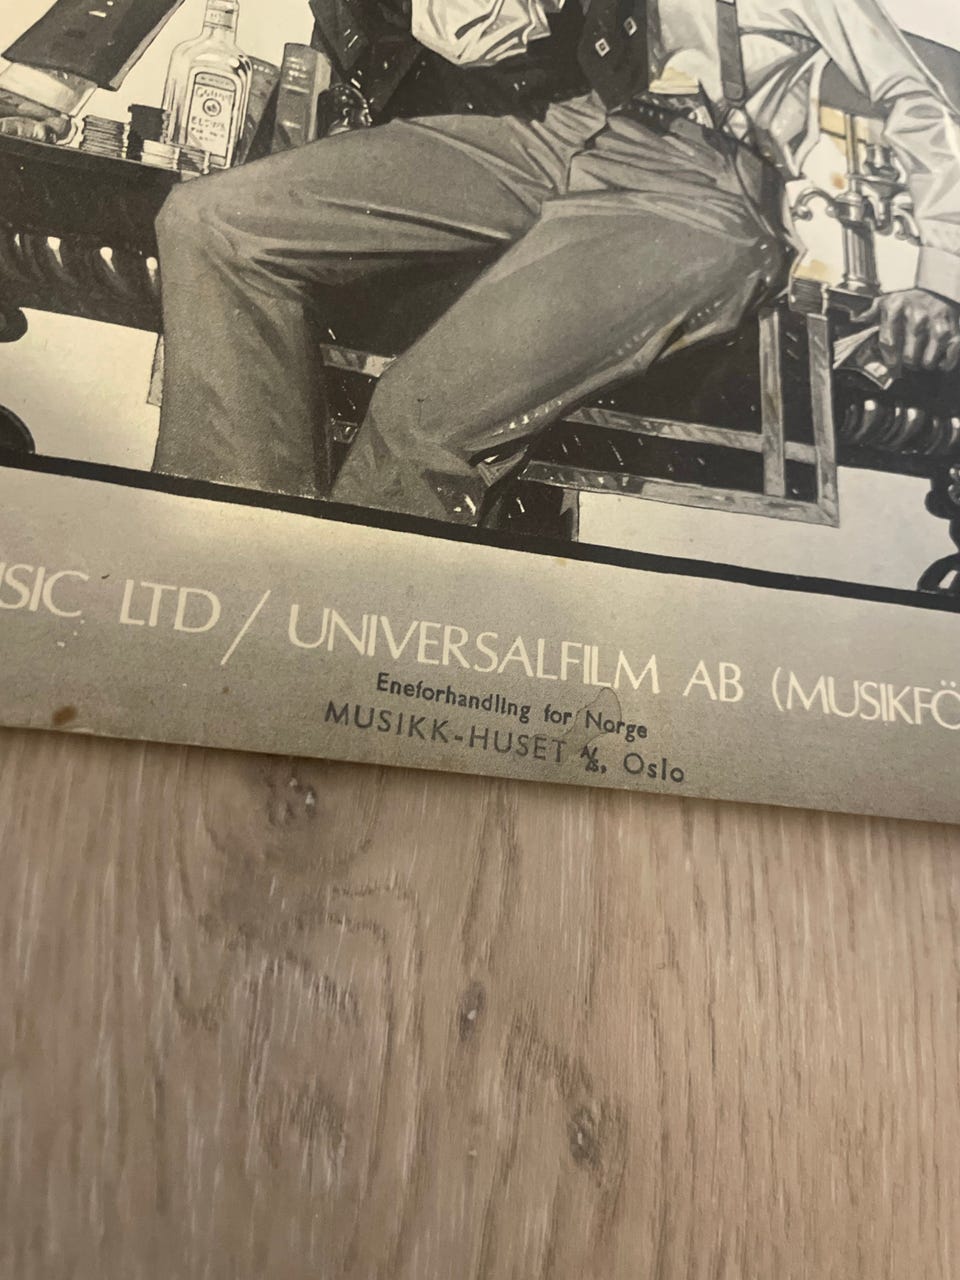 SIC LTD / UNIVERSALFILM AB (MUSIKFÖ
Eneforhandling for Norge
MUSIKK-HUSET A/S, Oslo